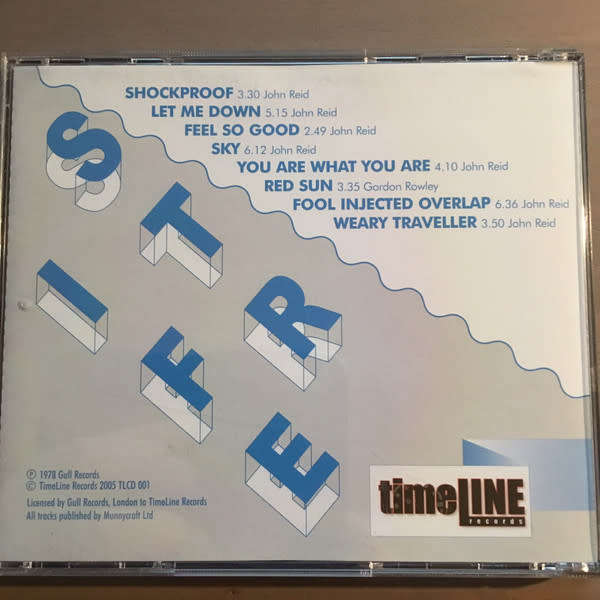 SHOCKPROOF 3.30 John Reid
LET ME DOWN 5.15 John Reid
FEEL SO GOOD 2.49 John Reid
SKY 6.12 John Reid
YOU ARE WHAT YOU ARE 4.10 John Reid
RED SUN 3.35 Gordon Rowley
FOOL INJECTED OVERLAP 6.36 John Reid
WEARY TRAVELLER 3.50 John Reid
STR
IFE
℗ 1978 Gull Records
© TimeLine Records 2005 TLCD 001
Licensed by Gull Records, London to TimeLine Records
All tracks published by Munnycraft Ltd
timeLINE
records